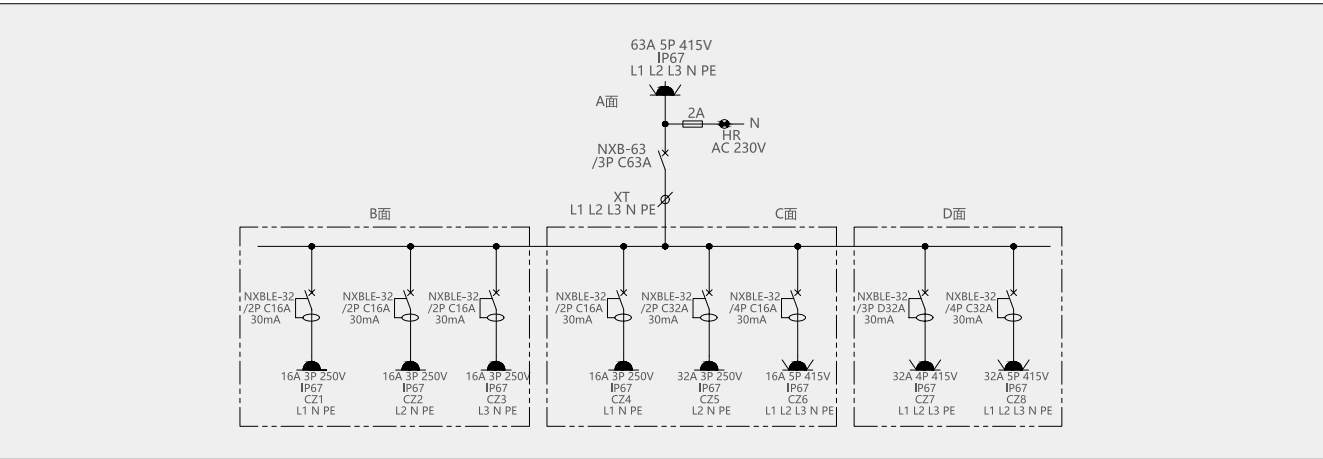 63A 5P 415V
IP67
L1 L2 L3 N PE
A面
2A
N
HR
AC 230V
NXB-63
/3P C63A
XT
L1 L2 L3 N PE
B面
C面
D面
NXBLE-32
/2P C16A
30mA
NXBLE-32
/2P C16A
30mA
NXBLE-32
/2P C16A
30mA
NXBLE-32
/2P C16A
30mA
NXBLE-32
/2P C32A
30mA
NXBLE-32
/4P C16A
30mA
NXBLE-32
/3P D32A
30mA
NXBLE-32
/4P C32A
30mA
16A 3P 250V
IP67
CZ1
L1 N PE
16A 3P 250V
IP67
CZ2
L2 N PE
16A 3P 250V
IP67
CZ3
L3 N PE
16A 3P 250V
IP67
CZ4
L1 N PE
32A 3P 250V
IP67
CZ5
L2 N PE
16A 5P 415V
IP67
CZ6
L1 L2 L3 N PE
32A 4P 415V
IP67
CZ7
L1 L2 L3 PE
32A 5P 415V
IP67
CZ8
L1 L2 L3 N PE